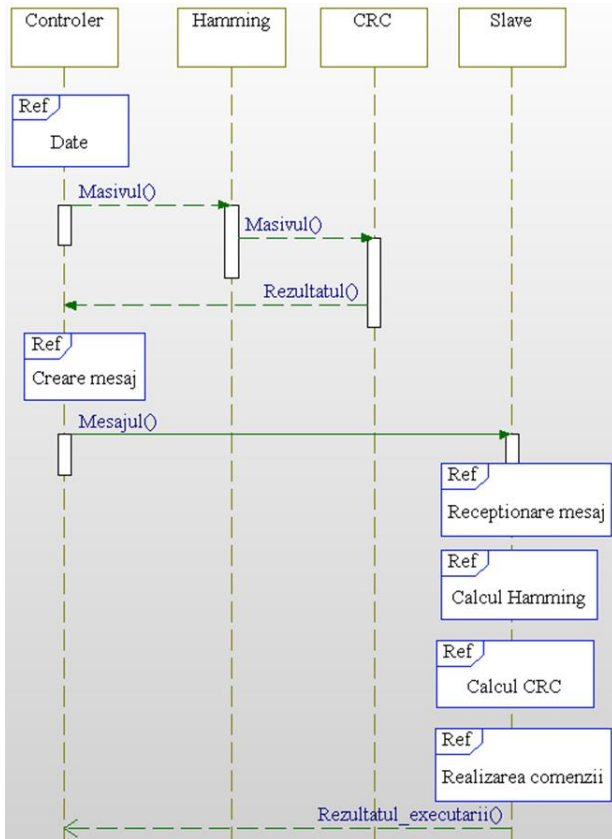 Controler
Hamming
CRC
Slave
Ref
Date
Masivul()
Masivul()
Rezultatul()
Ref
Creare mesaj
Mesajul()
Ref
Receptionare mesaj
Ref
Calcul Hamming
Ref
Calcul CRC
Ref
Realizarea comenzii
Rezultatul_executarii()